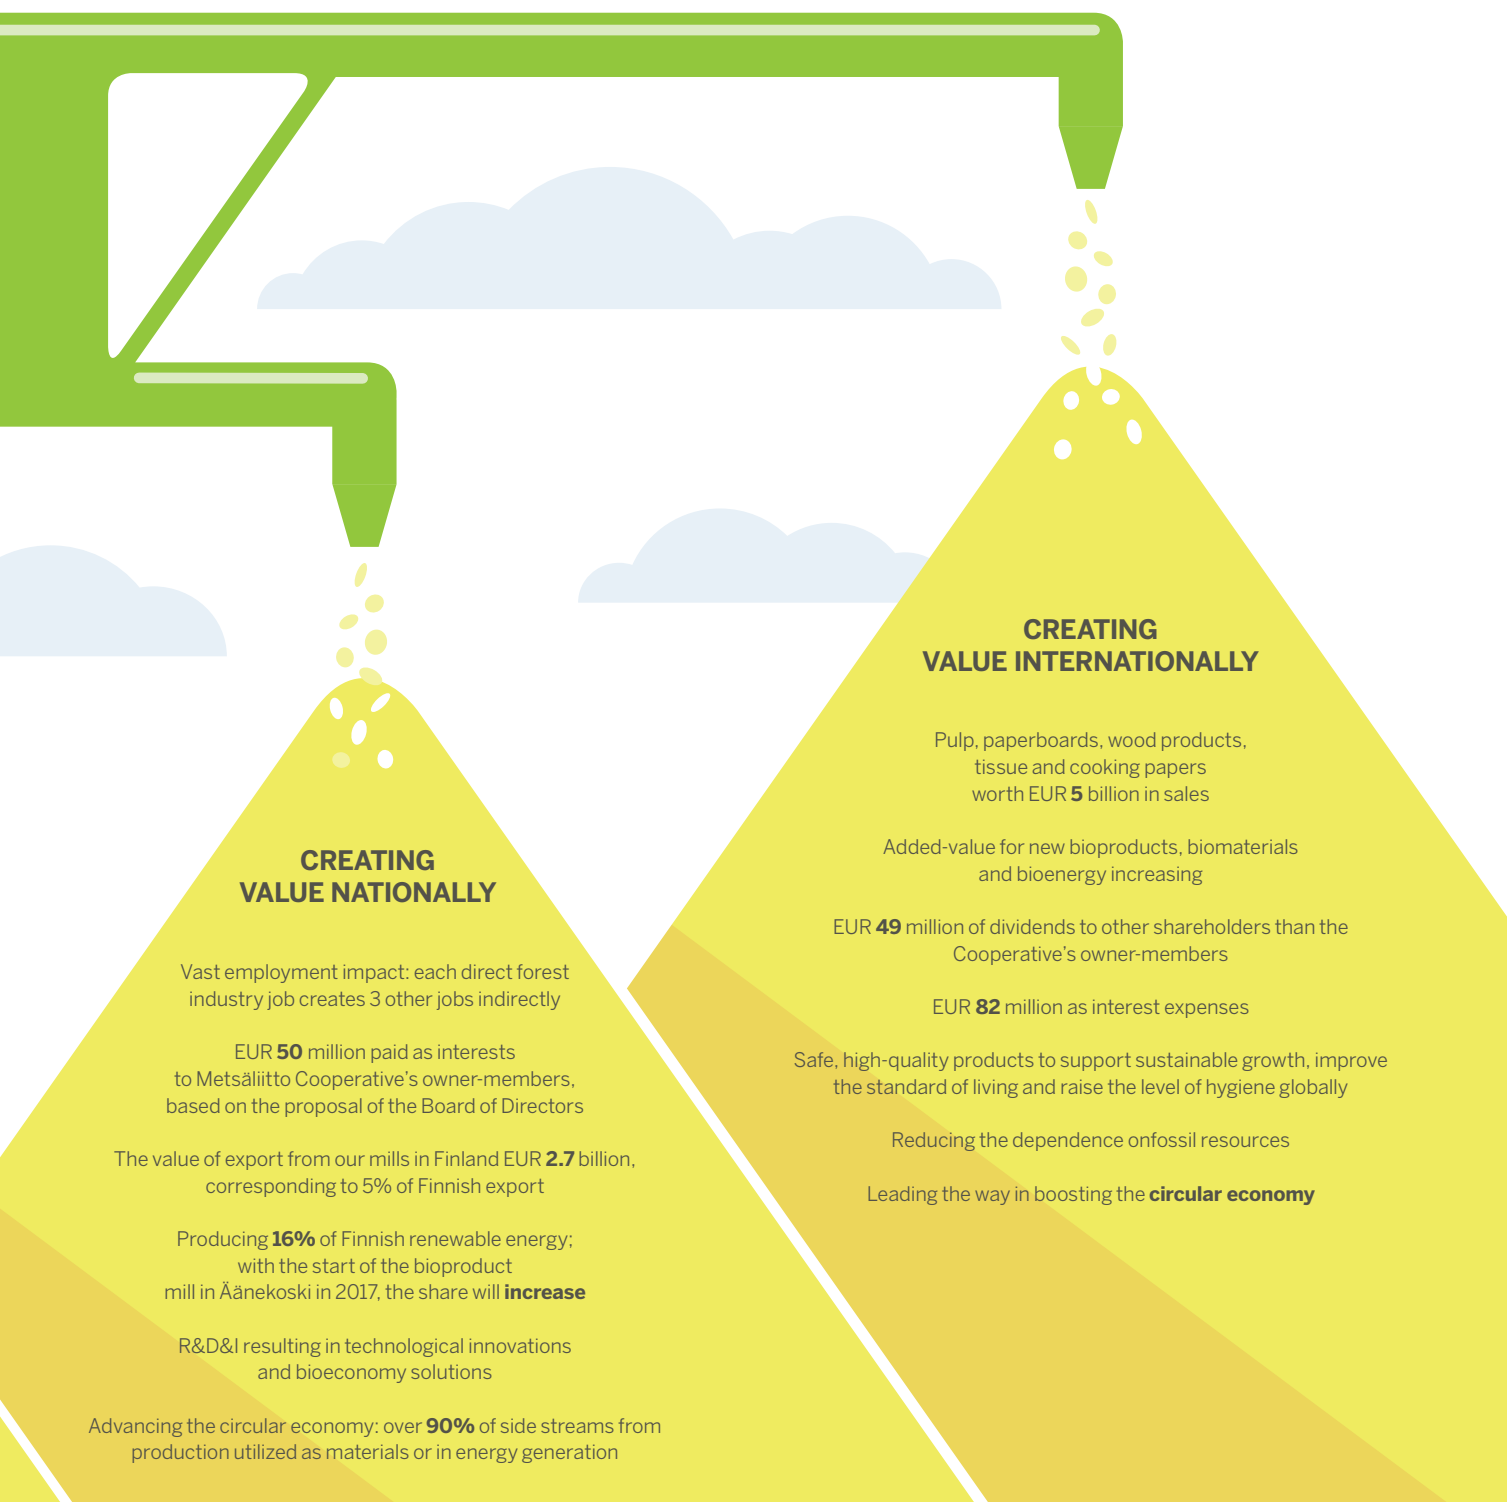 CREATING
VALUE NATIONALLY
Vast employment impact: each direct forest
industry job creates 3 other jobs indirectly
EUR 50 million paid as interests
to Metsäliitto Cooperative's owner-members,
based on the proposal of the Board of Directors
The value of export from our mills in Finland EUR 2.7 billion,
corresponding to 5% of Finnish export
Producing 16% of Finnish renewable energy;
with the start of the bioproduct
mill in Äänekoski in 2017, the share will increase
R&D&I resulting in technological innovations
and bioeconomy solutions
Advancing the circular economy: over 90% of side streams from
production utilized as materials or in energy generation
CREATING
VALUE INTERNATIONALLY
Pulp, paperboards, wood products,
tissue and cooking papers
worth EUR 5 billion in sales
Added-value for new bioproducts, biomaterials
and bioenergy increasing
EUR 49 million of dividends to other shareholders than the
Cooperative's owner-members
EUR 82 million as interest expenses
Safe, high-quality products to support sustainable growth, improve
the standard of living and raise the level of hygiene globally
Reducing the dependence onfossil resources
Leading the way in boosting the circular economy